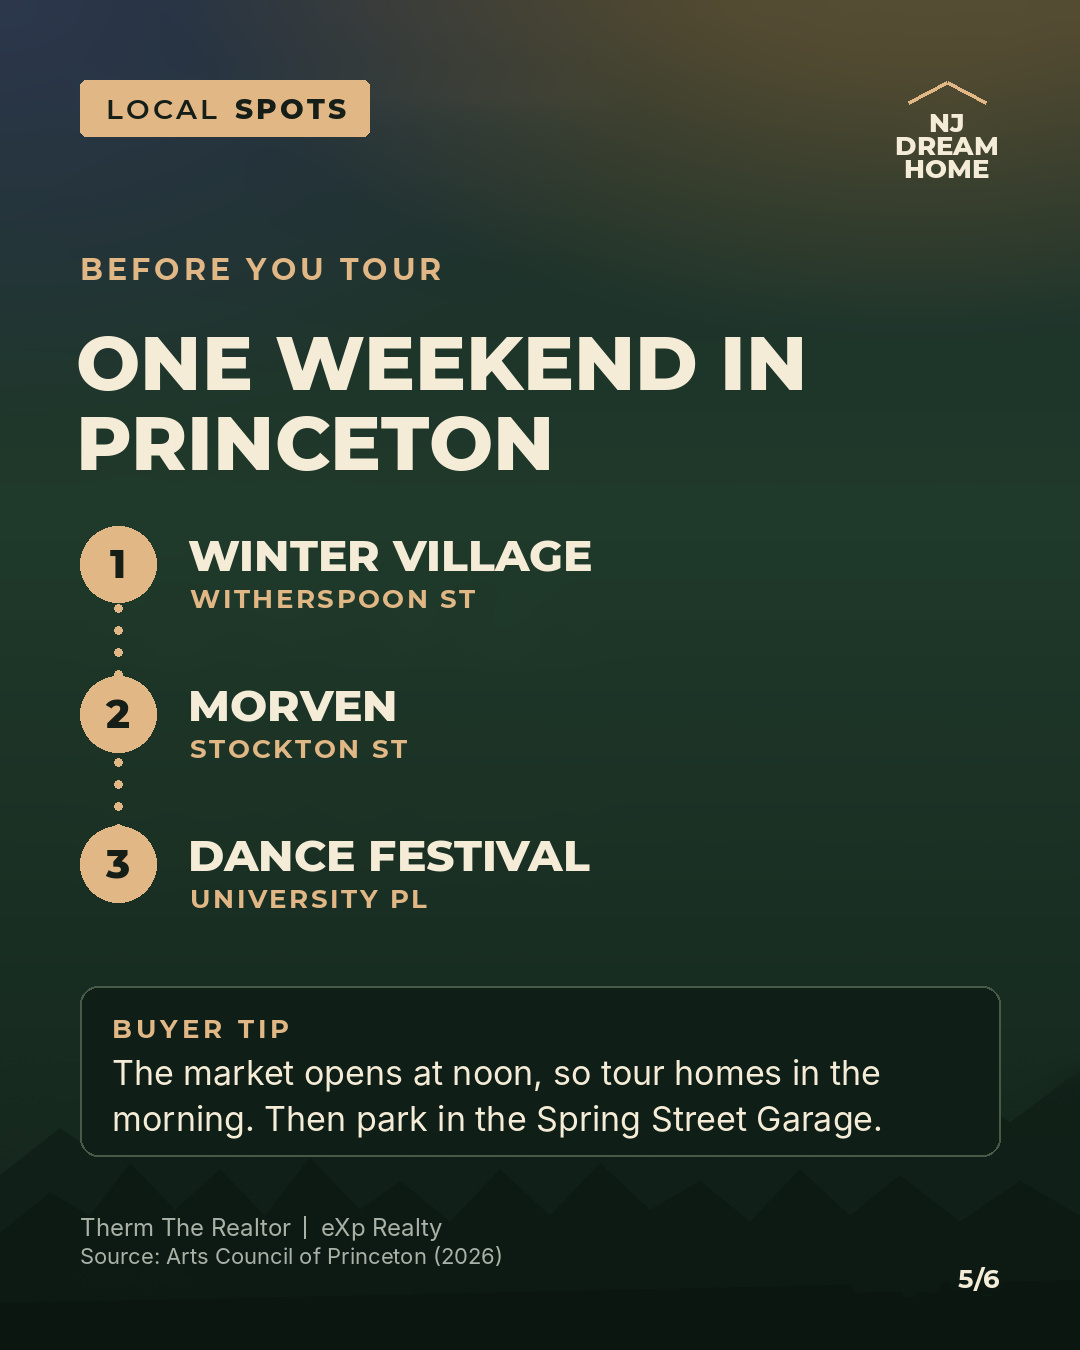 LOCAL SPOTS
NJ
DREAM
HOME
BEFORE YOU TOUR
ONE WEEKEND IN
PRINCETON
1
WINTER VILLAGE
WITHERSPOON ST
2
MORVEN
STOCKTON ST
3
DANCE FESTIVAL
UNIVERSITY PL
BUYER TIP
The market opens at noon, so tour homes in the
morning. Then park in the Spring Street Garage.
Therm The Realtor | eXp Realty
Source: Arts Council of Princeton (2026)
5/6